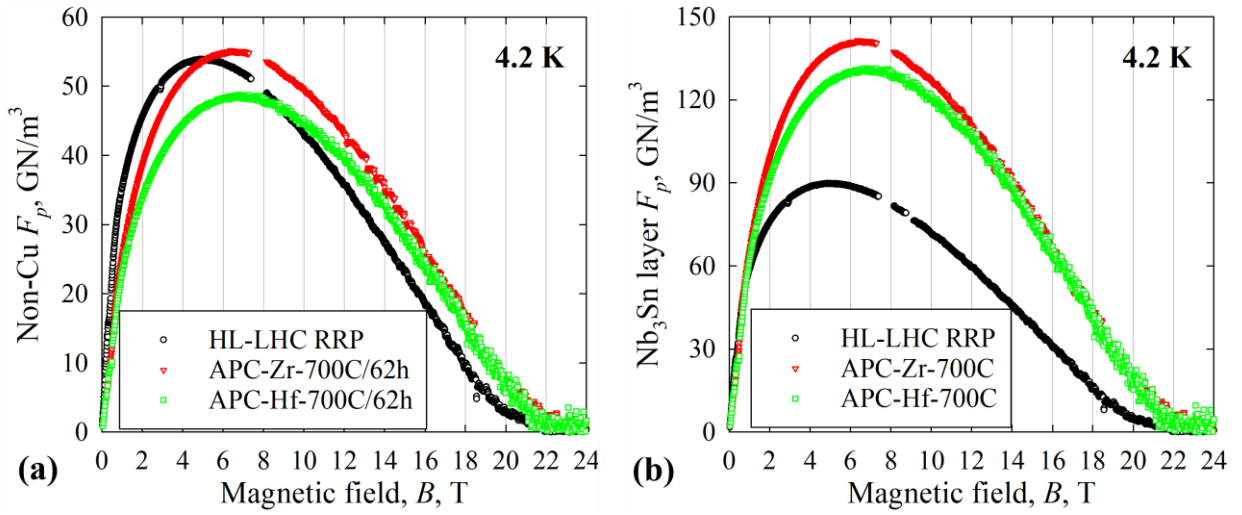 60
50
40
30
20
10
0
Non-Cu Fp, GN/m³
4.2 K
HL-LHC RRP
APC-Zr-700C/62h
APC-Hf-700C/62h
0 2 4 6 8 10 12 14 16 18 20 22 24
(a)
Magnetic field, B, T
150
120
90
60
30
0
Nb₃Sn layer Fp, GN/m³
4.2 K
HL-LHC RRP
APC-Zr-700C
APC-Hf-700C
0 2 4 6 8 10 12 14 16 18 20 22 24
(b)
Magnetic field, B, T